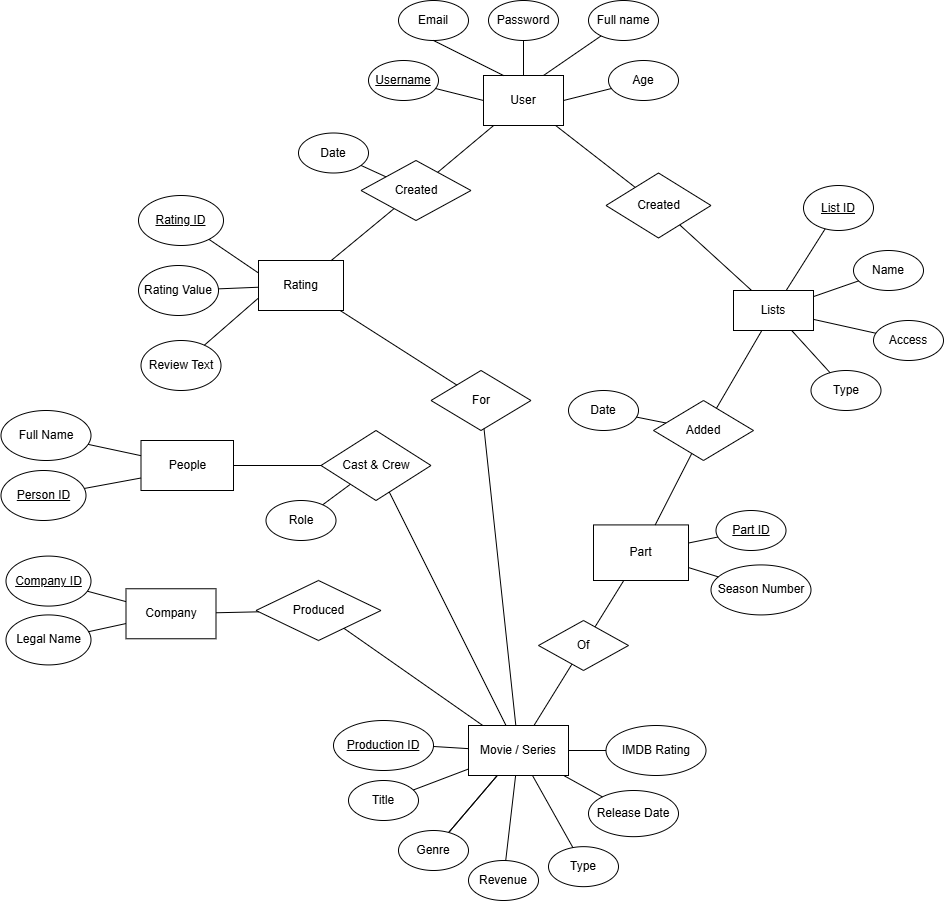 Email
Password
Full name
Username
Age
User
Date
Created
Created
Rating ID
List ID
Rating Value
Rating
Name
Lists
Access
Review Text
Type
For
Date
Added
Full Name
People
Cast & Crew
Person ID
Role
Part ID
Part
Season Number
Company ID
Company
Produced
Legal Name
Of
Production ID
Movie / Series
IMDB Rating
Title
Release Date
Genre
Type
Revenue